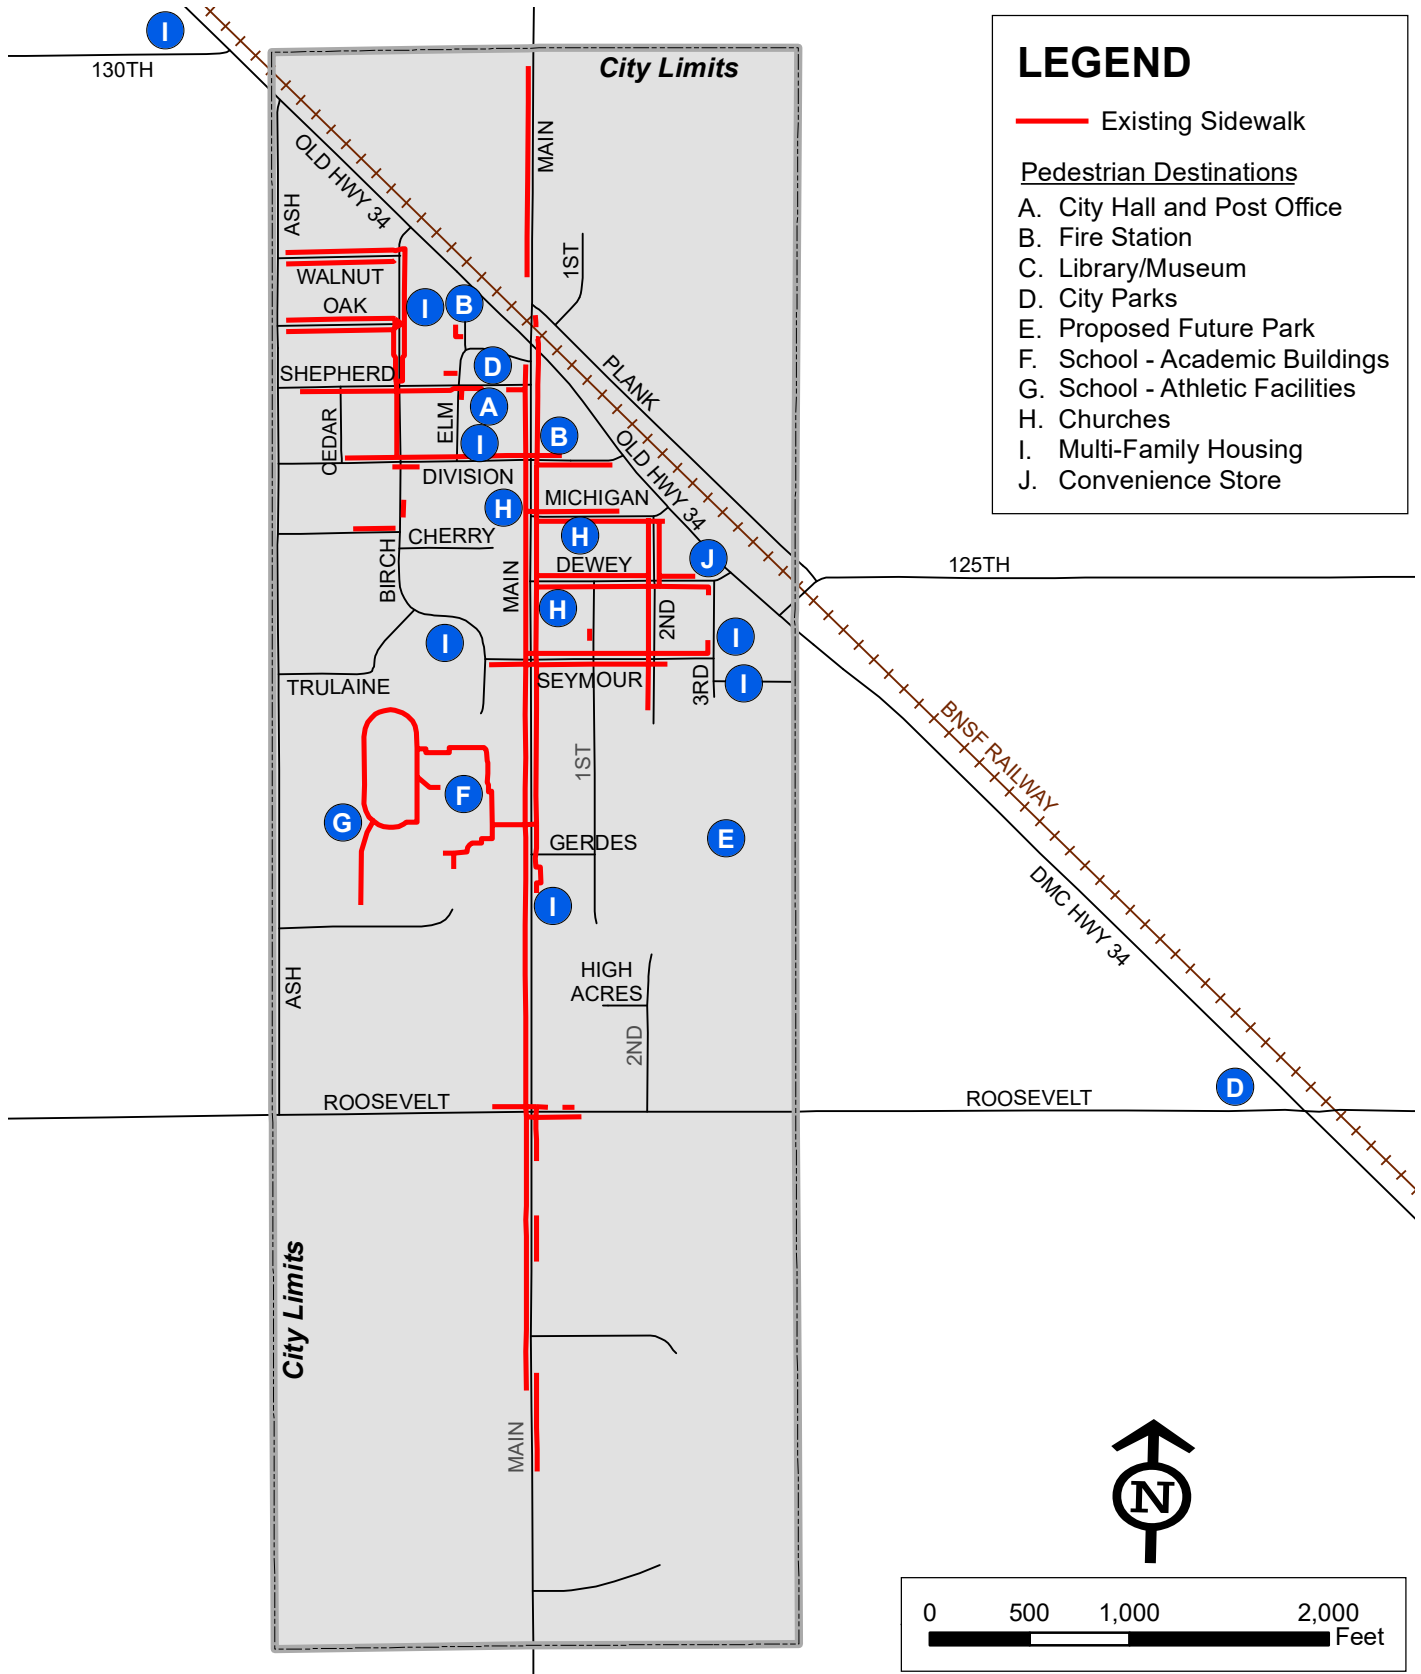 I
130TH
City Limits
LEGEND
Existing Sidewalk
Pedestrian Destinations
A. City Hall and Post Office
B. Fire Station
C. Library/Museum
D. City Parks
E. Proposed Future Park
F. School - Academic Buildings
G. School - Athletic Facilities
H. Churches
I. Multi-Family Housing
J. Convenience Store
MAIN
OLD HWY 34
ASH
1ST
WALNUT
OAK
I
B
PLANK
D
SHEPHERD
A
CEDAR
ELM
I
B
OLD HWY 34
DIVISION
MICHIGAN
H
H
CHERRY
DEWEY
J
125TH
BIRCH
MAIN
H
2ND
I
I
TRULAINE
SEYMOUR
3RD
I
BNSF RAILWAY
1ST
F
G
GERDES
E
I
DMC HWY 34
ASH
HIGH
ACRES
2ND
D
ROOSEVELT
ROOSEVELT
City Limits
MAIN
N
0 500 1,000 2,000
Feet